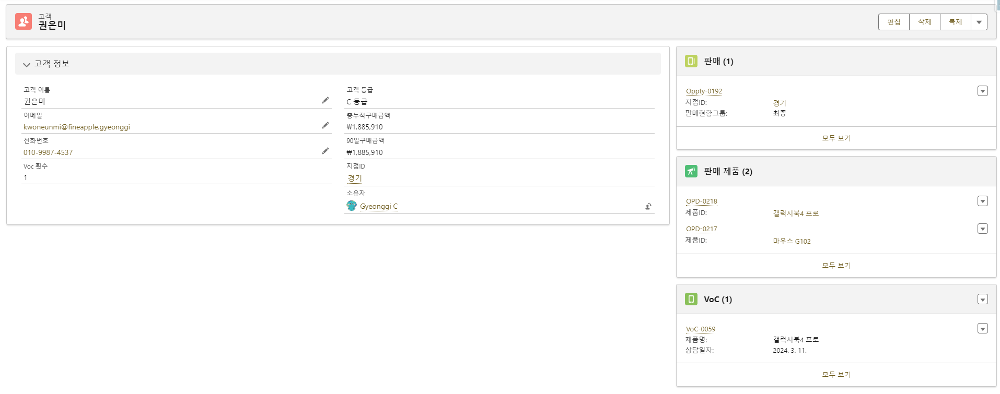 고객
권은미
편집
삭제
복제
고객 정보
고객 이름
권은미
이메일
kwoneunmi@fineapple.gyeonggi
전화번호
010-9987-4537
Voc 횟수
1
고객 등급
C 등급
총누적구매금액
₩1,885,910
90일구매금액
₩1,885,910
지점ID
경기
소유자
Gyeonggi C
판매 (1)
Oppty-0192
지점ID: 경기
판매현황그룹: 최종
모두 보기
판매 제품 (2)
OPD-0218
제품ID: 갤럭시북4 프로
OPD-0217
제품ID: 마우스 G102
모두 보기
VoC (1)
VoC-0059
제품명: 갤럭시북4 프로
상담일자: 2024. 3. 11.
모두 보기